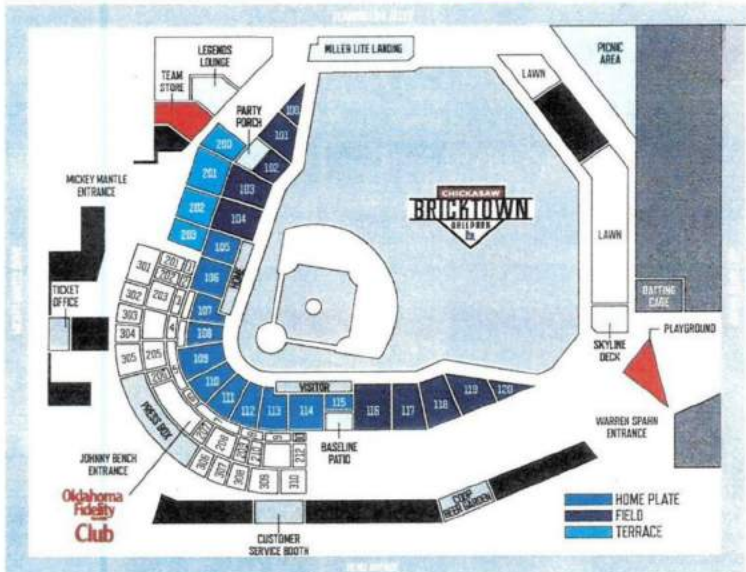 MILLER LITE LANDING
LEGENDS
LOUNGE
TEAM
STORE
PARTY
PORCH
LAWN
PICNIC
AREA
100
101
102
103
104
200
201
202
203
MICKEY MANTLE
ENTRANCE
CHICKASAW
BRICKTOWN
BALLPARK
LAWN
105
HOME
106
107
108
109
110
111
112
113
114
115
116
117
118
119
120
301
302
303
304
305
201
202
203
205
TICKET
OFFICE
BATTING
CAGE
PLAYGROUND
SKYLINE
DECK
VISITOR
WARREN SPAHN
ENTRANCE
BASELINE
PATIO
PRESS BOX
JOHNNY BENCH
ENTRANCE
306
307
308
309
310
208
210
212
Oklahoma
Fidelity
Club
COOP
BEER GARDEN
CUSTOMER
SERVICE BOOTH
HOME PLATE
FIELD
TERRACE